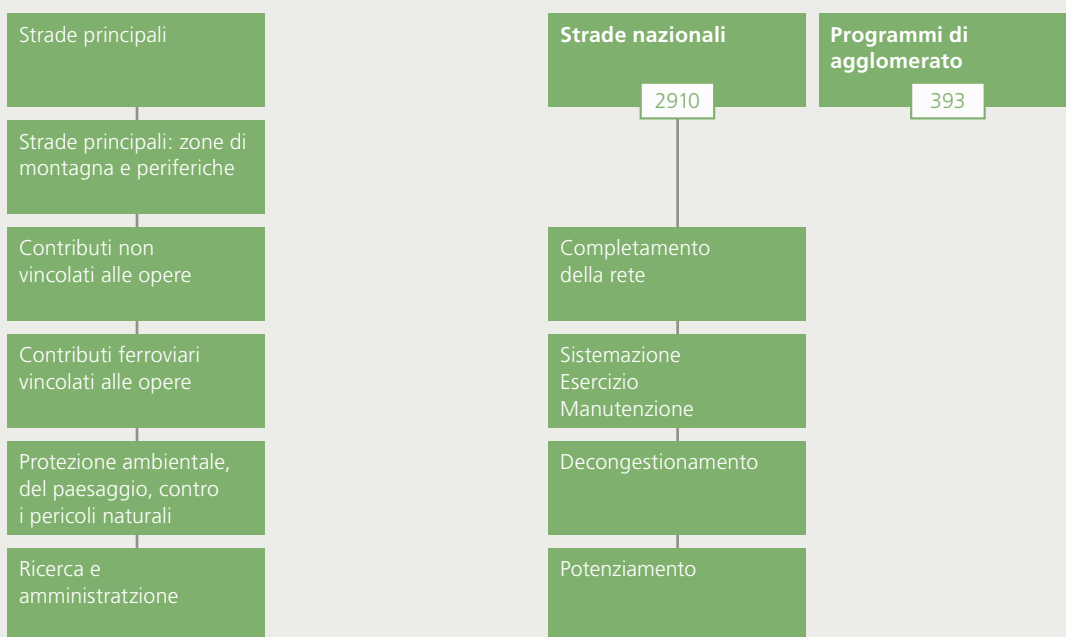 Strade principali
Strade principali: zone di
montagna e periferiche
Contributi non
vincolati alle opere
Contributi ferroviari
vincolati alle opere
Protezione ambientale,
del paesaggio, contro
i pericoli naturali
Ricerca e
amministratzione
Strade nazionali
2910
Completamento
della rete
Sistemazione
Esercizio
Manutenzione
Decongestionamento
Potenziamento
Programmi di
agglomerato
393